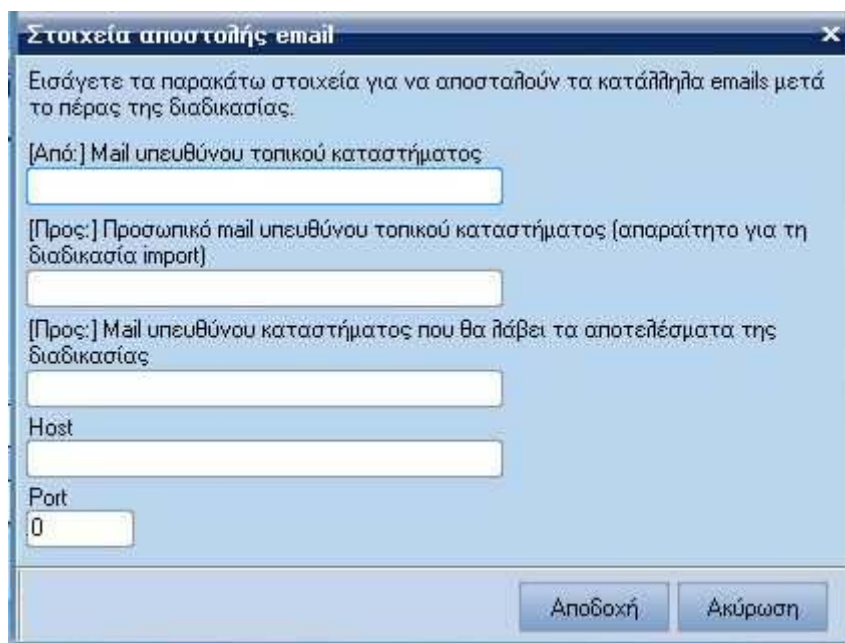 Στοιχεία αποστολής email
Εισάγετε τα παρακάτω στοιχεία για να αποσταλούν τα κατάλληλα emails μετά
το πέρας της διαδικασίας.
[Από:] Mail υπευθύνου τοπικού καταστήματος
[Προς:] Προσωπικό mail υπευθύνου τοπικού καταστήματος (απαραίτητο για τη
διαδικασία import)
[Προς:] Mail υπευθύνου καταστήματος που θα λάβει τα αποτελέσματα της
διαδικασίας
Host
Port
0
Αποδοχή Ακύρωση